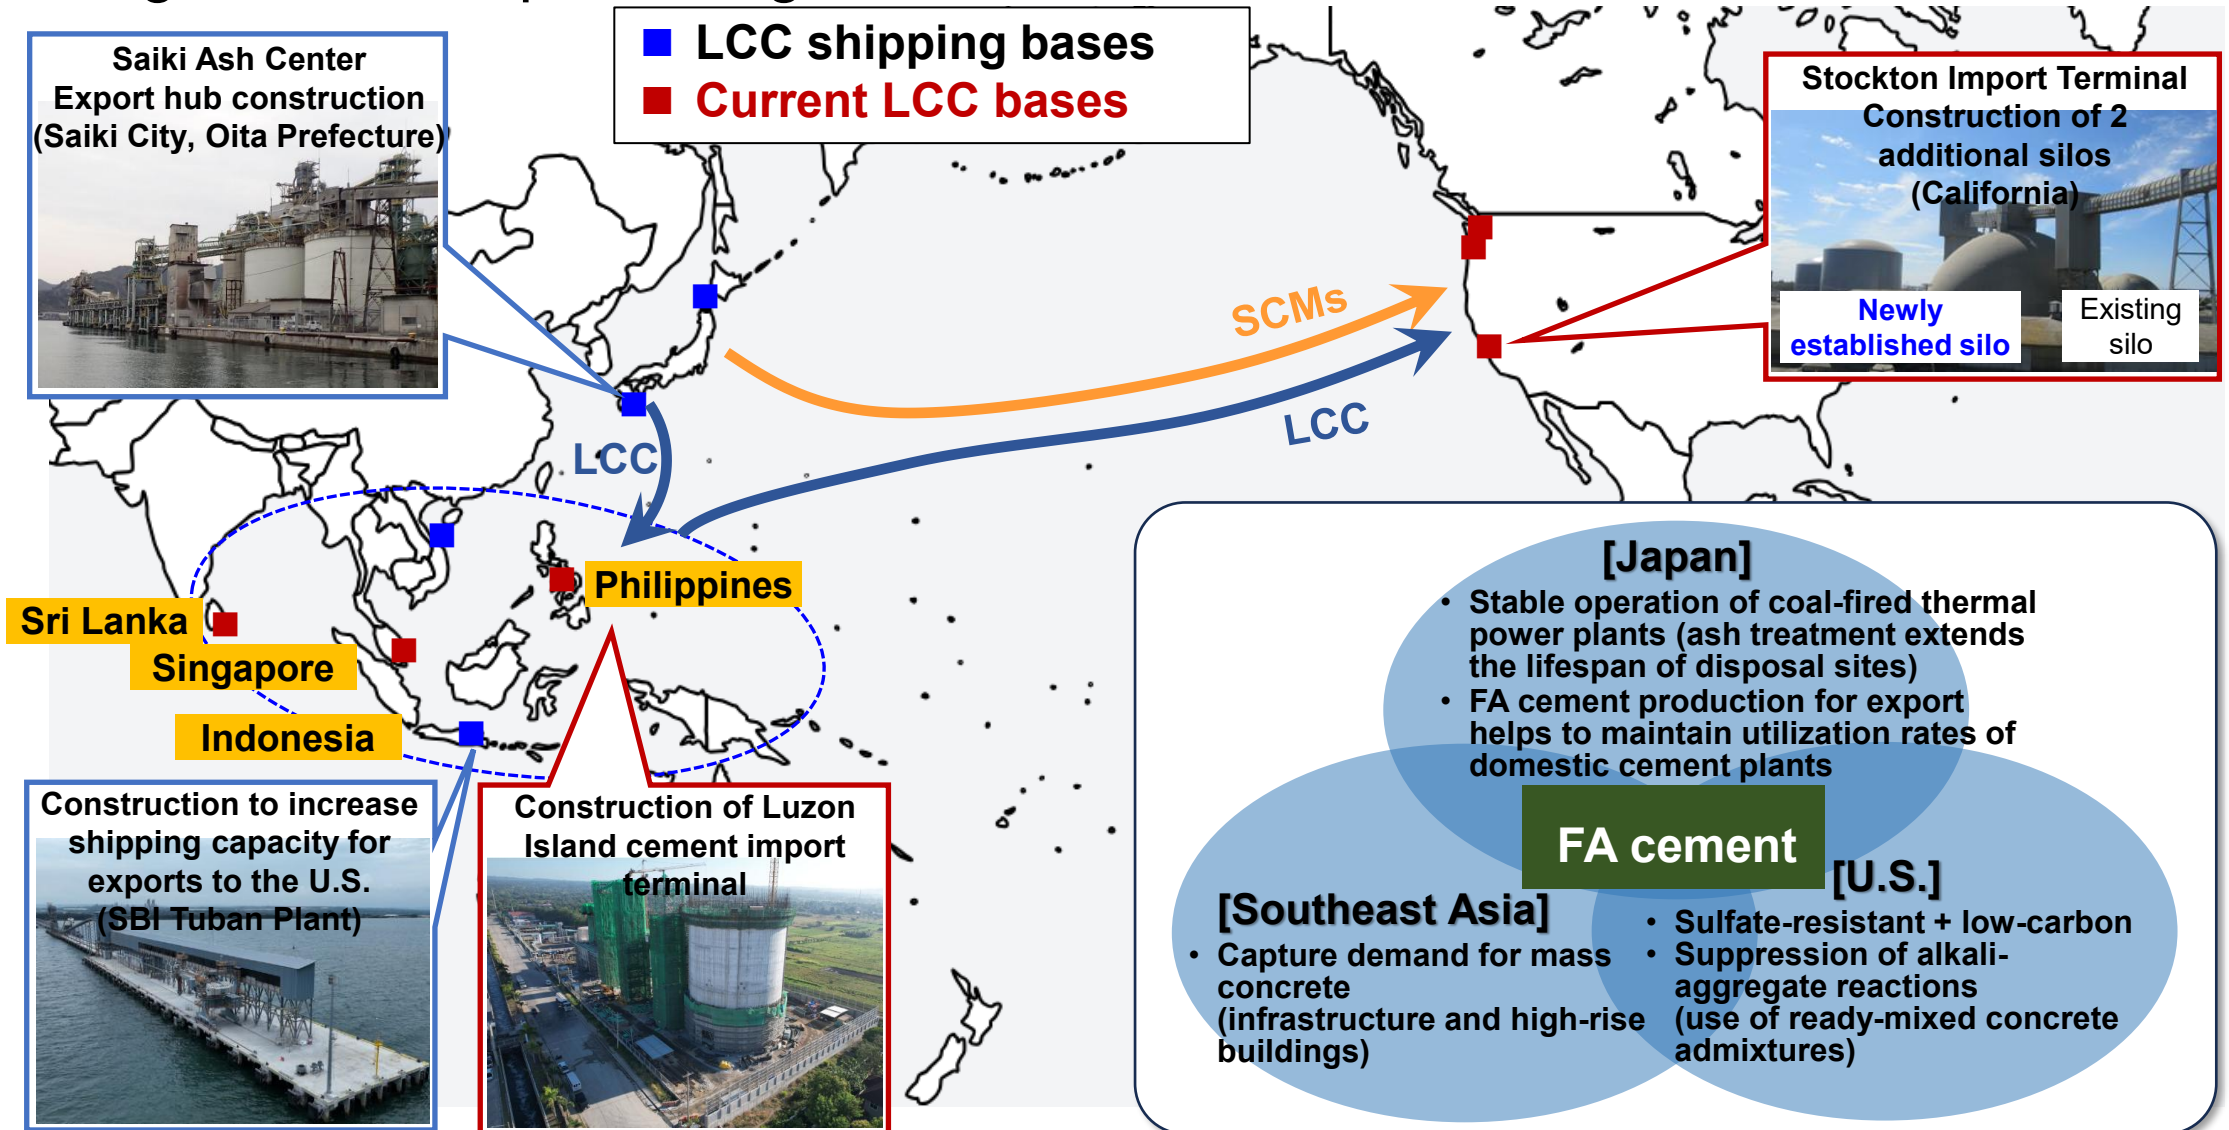 LCC shipping bases
Current LCC bases
Saiki Ash Center
Export hub construction
(Saiki City, Oita Prefecture)
Stockton Import Terminal
Construction of 2
additional silos
(California)
Newly
established silo
Existing
silo
SCMs
LCC
LCC
Philippines
Sri Lanka
Singapore
Indonesia
Construction to increase
shipping capacity for
exports to the U.S.
(SBI Tuban Plant)
Construction of Luzon
Island cement import
terminal
[Japan]
• Stable operation of coal-fired thermal
power plants (ash treatment extends
the lifespan of disposal sites)
• FA cement production for export
helps to maintain utilization rates of
domestic cement plants
FA cement
[Southeast Asia]
• Capture demand for mass
concrete
(infrastructure and high-rise
buildings)
[U.S.]
• Sulfate-resistant + low-carbon
• Suppression of alkali-
aggregate reactions
(use of ready-mixed concrete
admixtures)